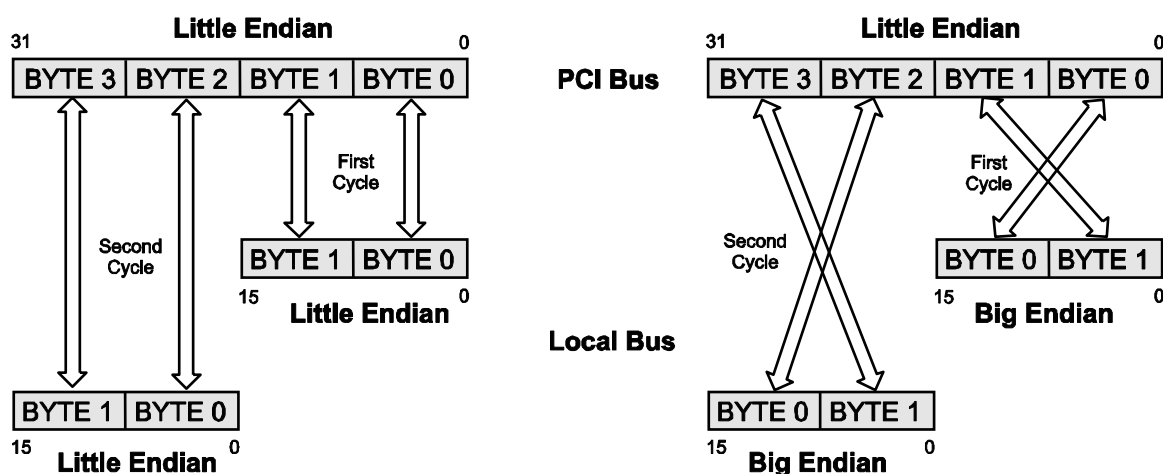 Little Endian
31 0
BYTE 3 BYTE 2 BYTE 1 BYTE 0
First
Cycle
Second
Cycle
BYTE 1 BYTE 0
15 0
Little Endian
BYTE 1 BYTE 0
15 0
Little Endian
PCI Bus
Local Bus
Little Endian
31 0
BYTE 3 BYTE 2 BYTE 1 BYTE 0
First
Cycle
Second
Cycle
BYTE 0 BYTE 1
15 0
Big Endian
BYTE 0 BYTE 1
15 0
Big Endian